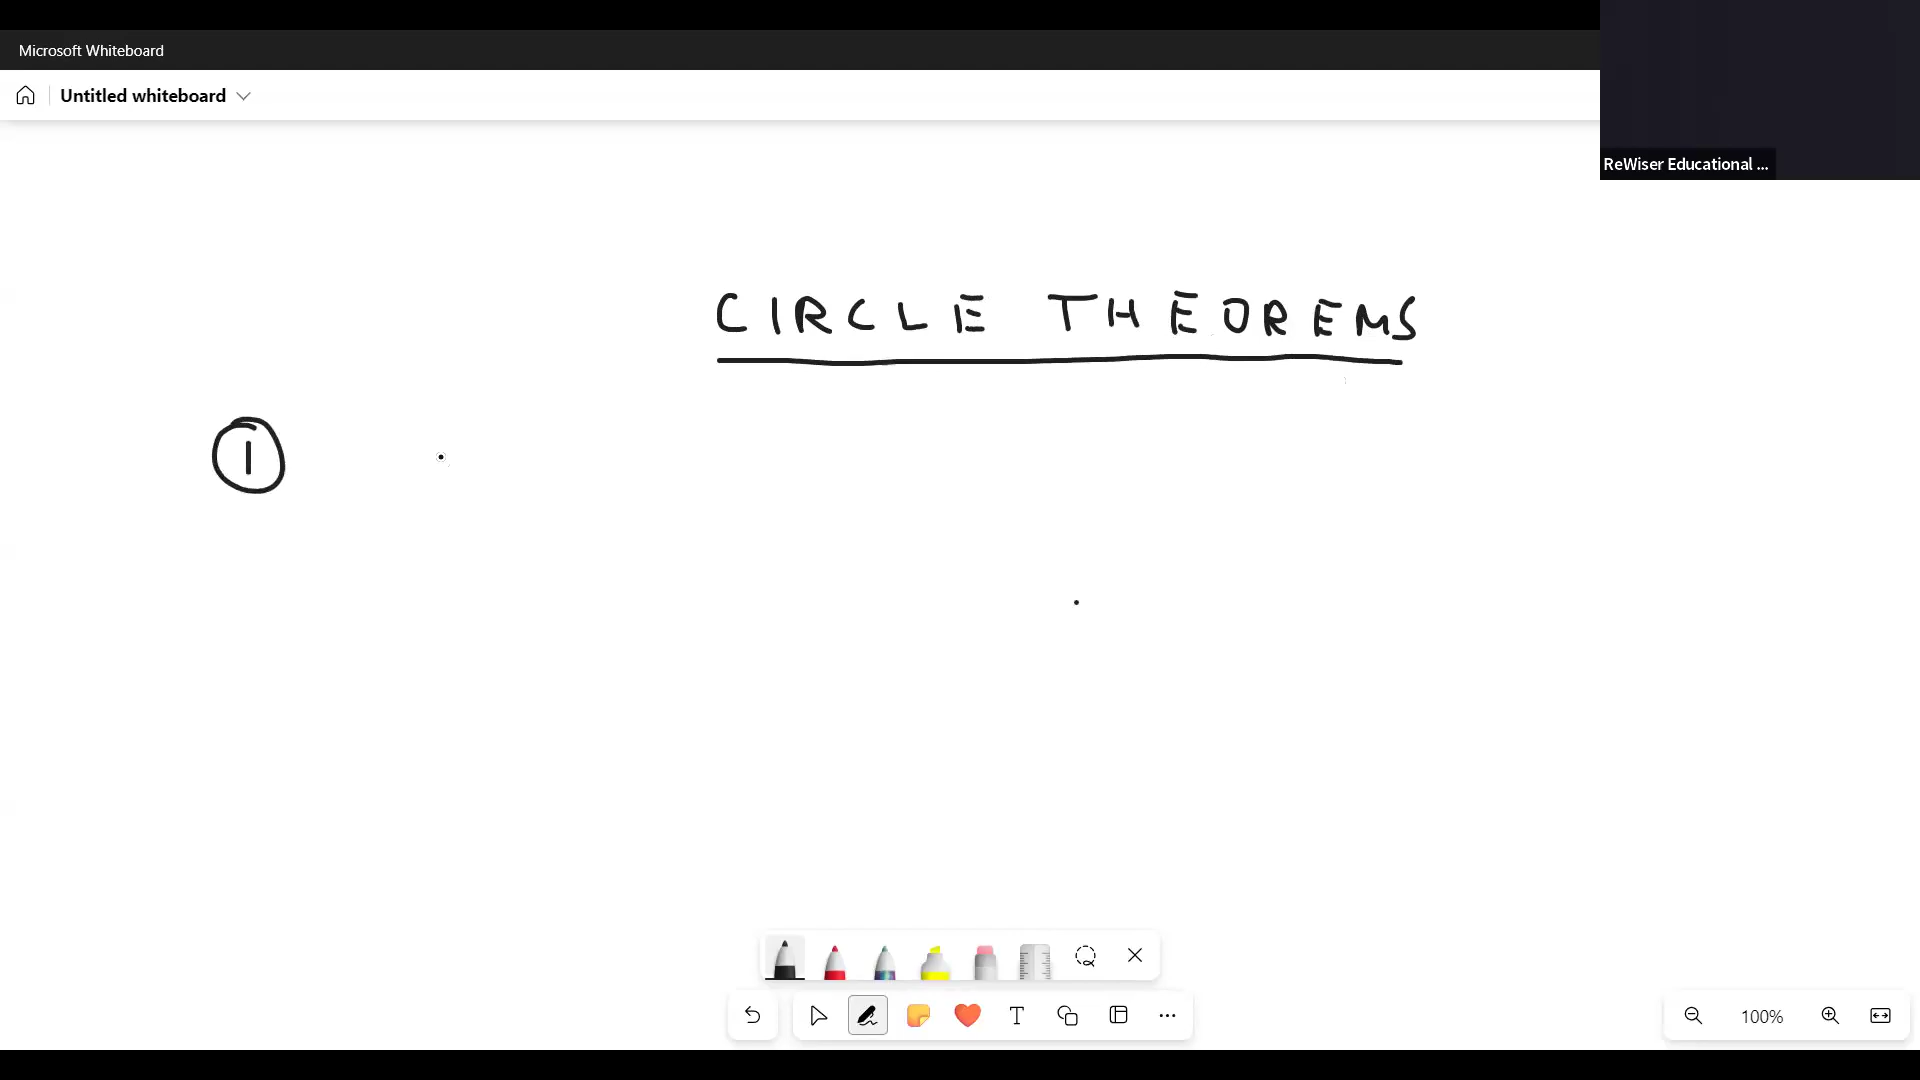 Microsoft Whiteboard
Untitled whiteboard
ReWiser Educational ...
CIRCLE THEOREMS
1
100%